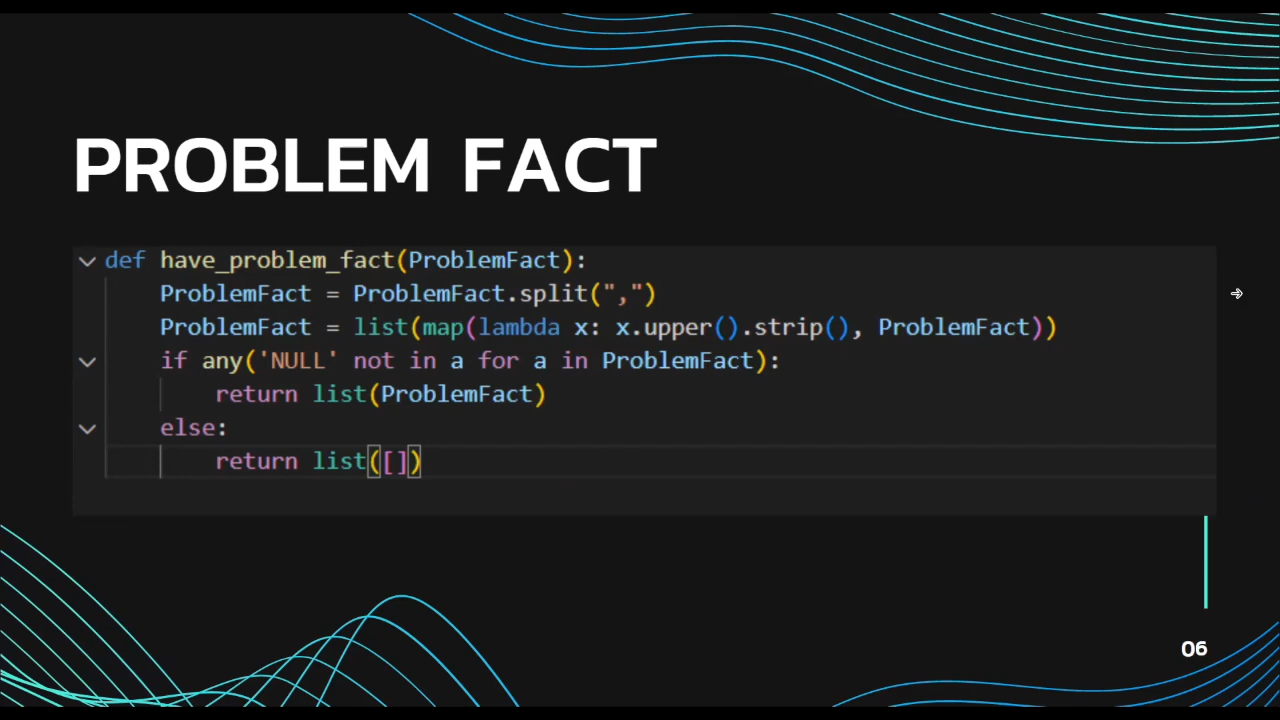 PROBLEM FACT
def have_problem_fact(ProblemFact):
    ProblemFact = ProblemFact.split(",")
    ProblemFact = list(map(lambda x: x.upper().strip(), ProblemFact))
    if any('NULL' not in a for a in ProblemFact):
        return list(ProblemFact)
    else:
        return list([])
06